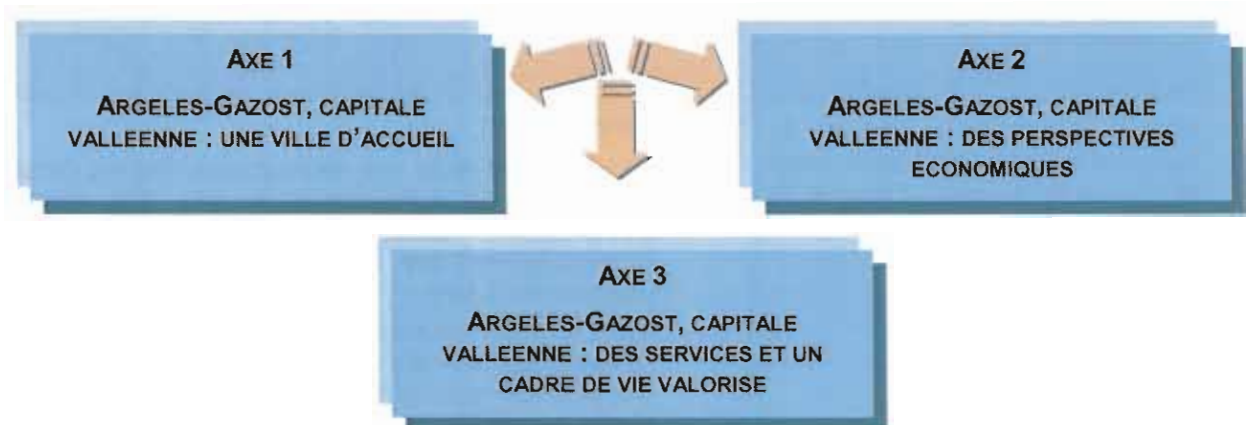 AXE 1
ARGELES-GAZOST, CAPITALE
VALLEENNE : UNE VILLE D'ACCUEIL
AXE 2
ARGELES-GAZOST, CAPITALE
VALLEENNE : DES PERSPECTIVES
ECONOMIQUES
AXE 3
ARGELES-GAZOST, CAPITALE
VALLEENNE : DES SERVICES ET UN
CADRE DE VIE VALORISE